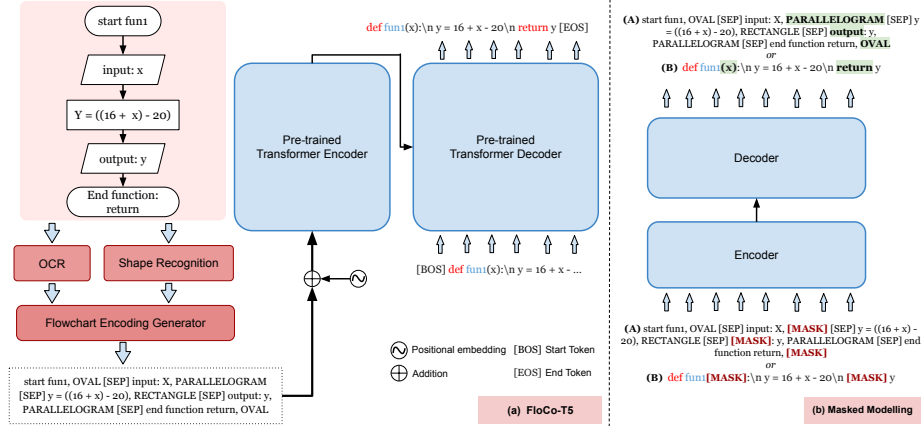 start fun1
input: x
Y = ((16 + x) - 20)
output: y
End function:
return
OCR
Shape Recognition
Flowchart Encoding Generator
start fun1, OVAL [SEP] input: X, PARALLELOGRAM
[SEP] y = ((16 + x) - 20), RECTANGLE [SEP] output: y,
PARALLELOGRAM [SEP] end function return, OVAL
def fun1(x):\n y = 16 + x - 20\n return y [EOS]
Pre-trained
Transformer Encoder
Pre-trained
Transformer Decoder
[BOS] def fun1(x):\n y = 16 + x - ...
Positional embedding
[BOS] Start Token
Addition
[EOS] End Token
(a) FloCo-T5
(A) start fun1, OVAL [SEP] input: X, PARALLELOGRAM [SEP] y
= ((16 + x) - 20), RECTANGLE [SEP] output: y,
PARALLELOGRAM [SEP] end function return, OVAL
or
(B) def fun1(x):\n y = 16 + x - 20\n return y
Decoder
Encoder
(A) start fun1, OVAL [SEP] input: X, [MASK] [SEP] y = ((16 + x) -
20), RECTANGLE [SEP] [MASK]: y, PARALLELOGRAM [SEP] end
function return, [MASK]
or
(B) def fun1[MASK]:\n y = 16 + x - 20\n [MASK] y
(b) Masked Modelling